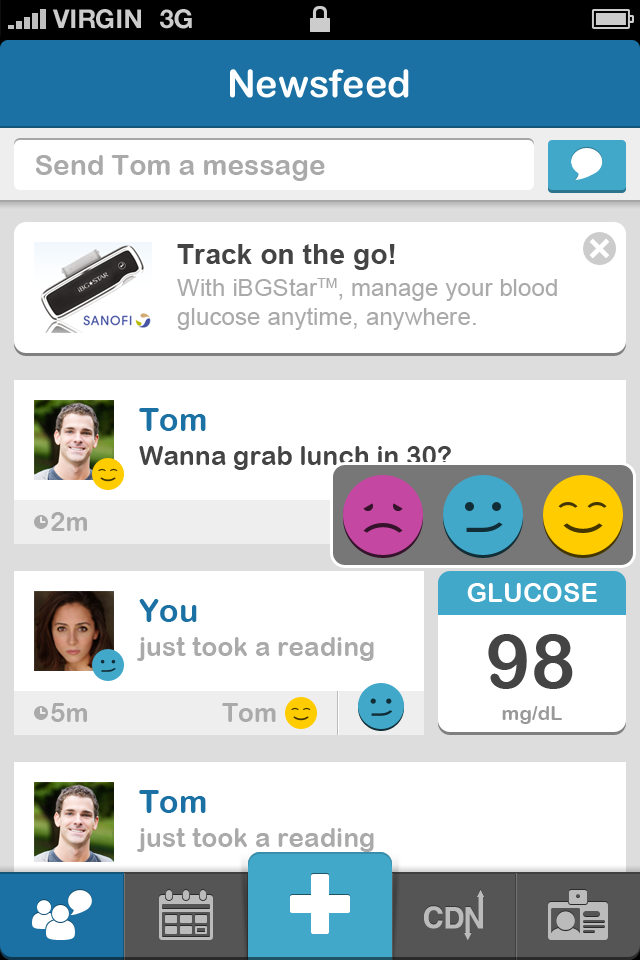 VIRGIN 3G
Newsfeed
Send Tom a message
Track on the go!
With iBGStar™, manage your blood
glucose anytime, anywhere.
iBG★STAR
SANOFI
Tom
Wanna grab lunch in 30?
2m
You
just took a reading
5m
Tom
GLUCOSE
98
mg/dL
Tom
just took a reading
CDN